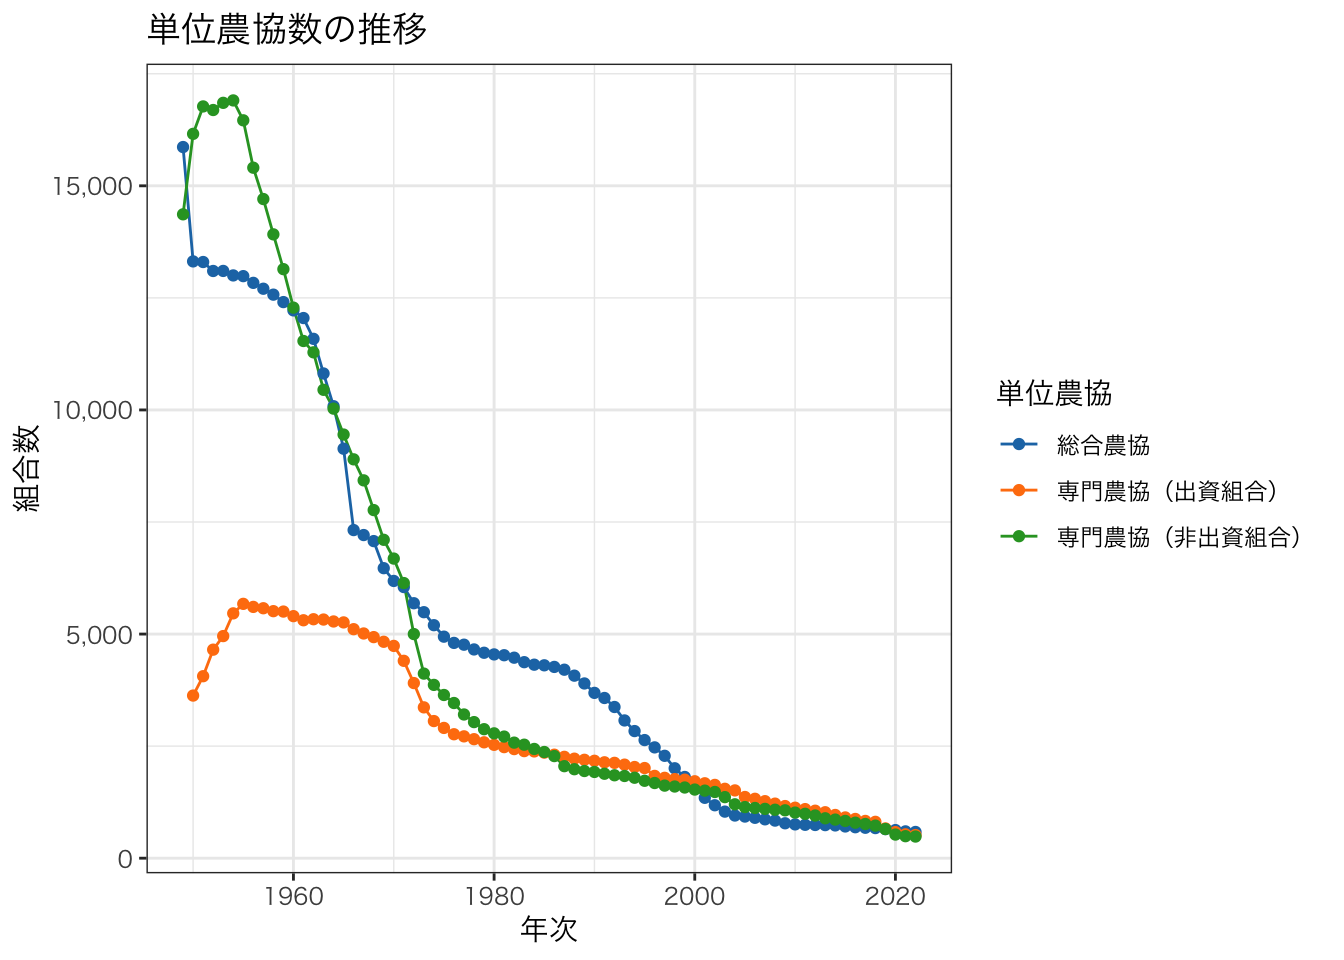 単位農協数の推移
15,000
10,000
5,000
0
組合数
1960 1980 2000 2020
年次
単位農協
総合農協
専門農協（出資組合）
専門農協（非出資組合）